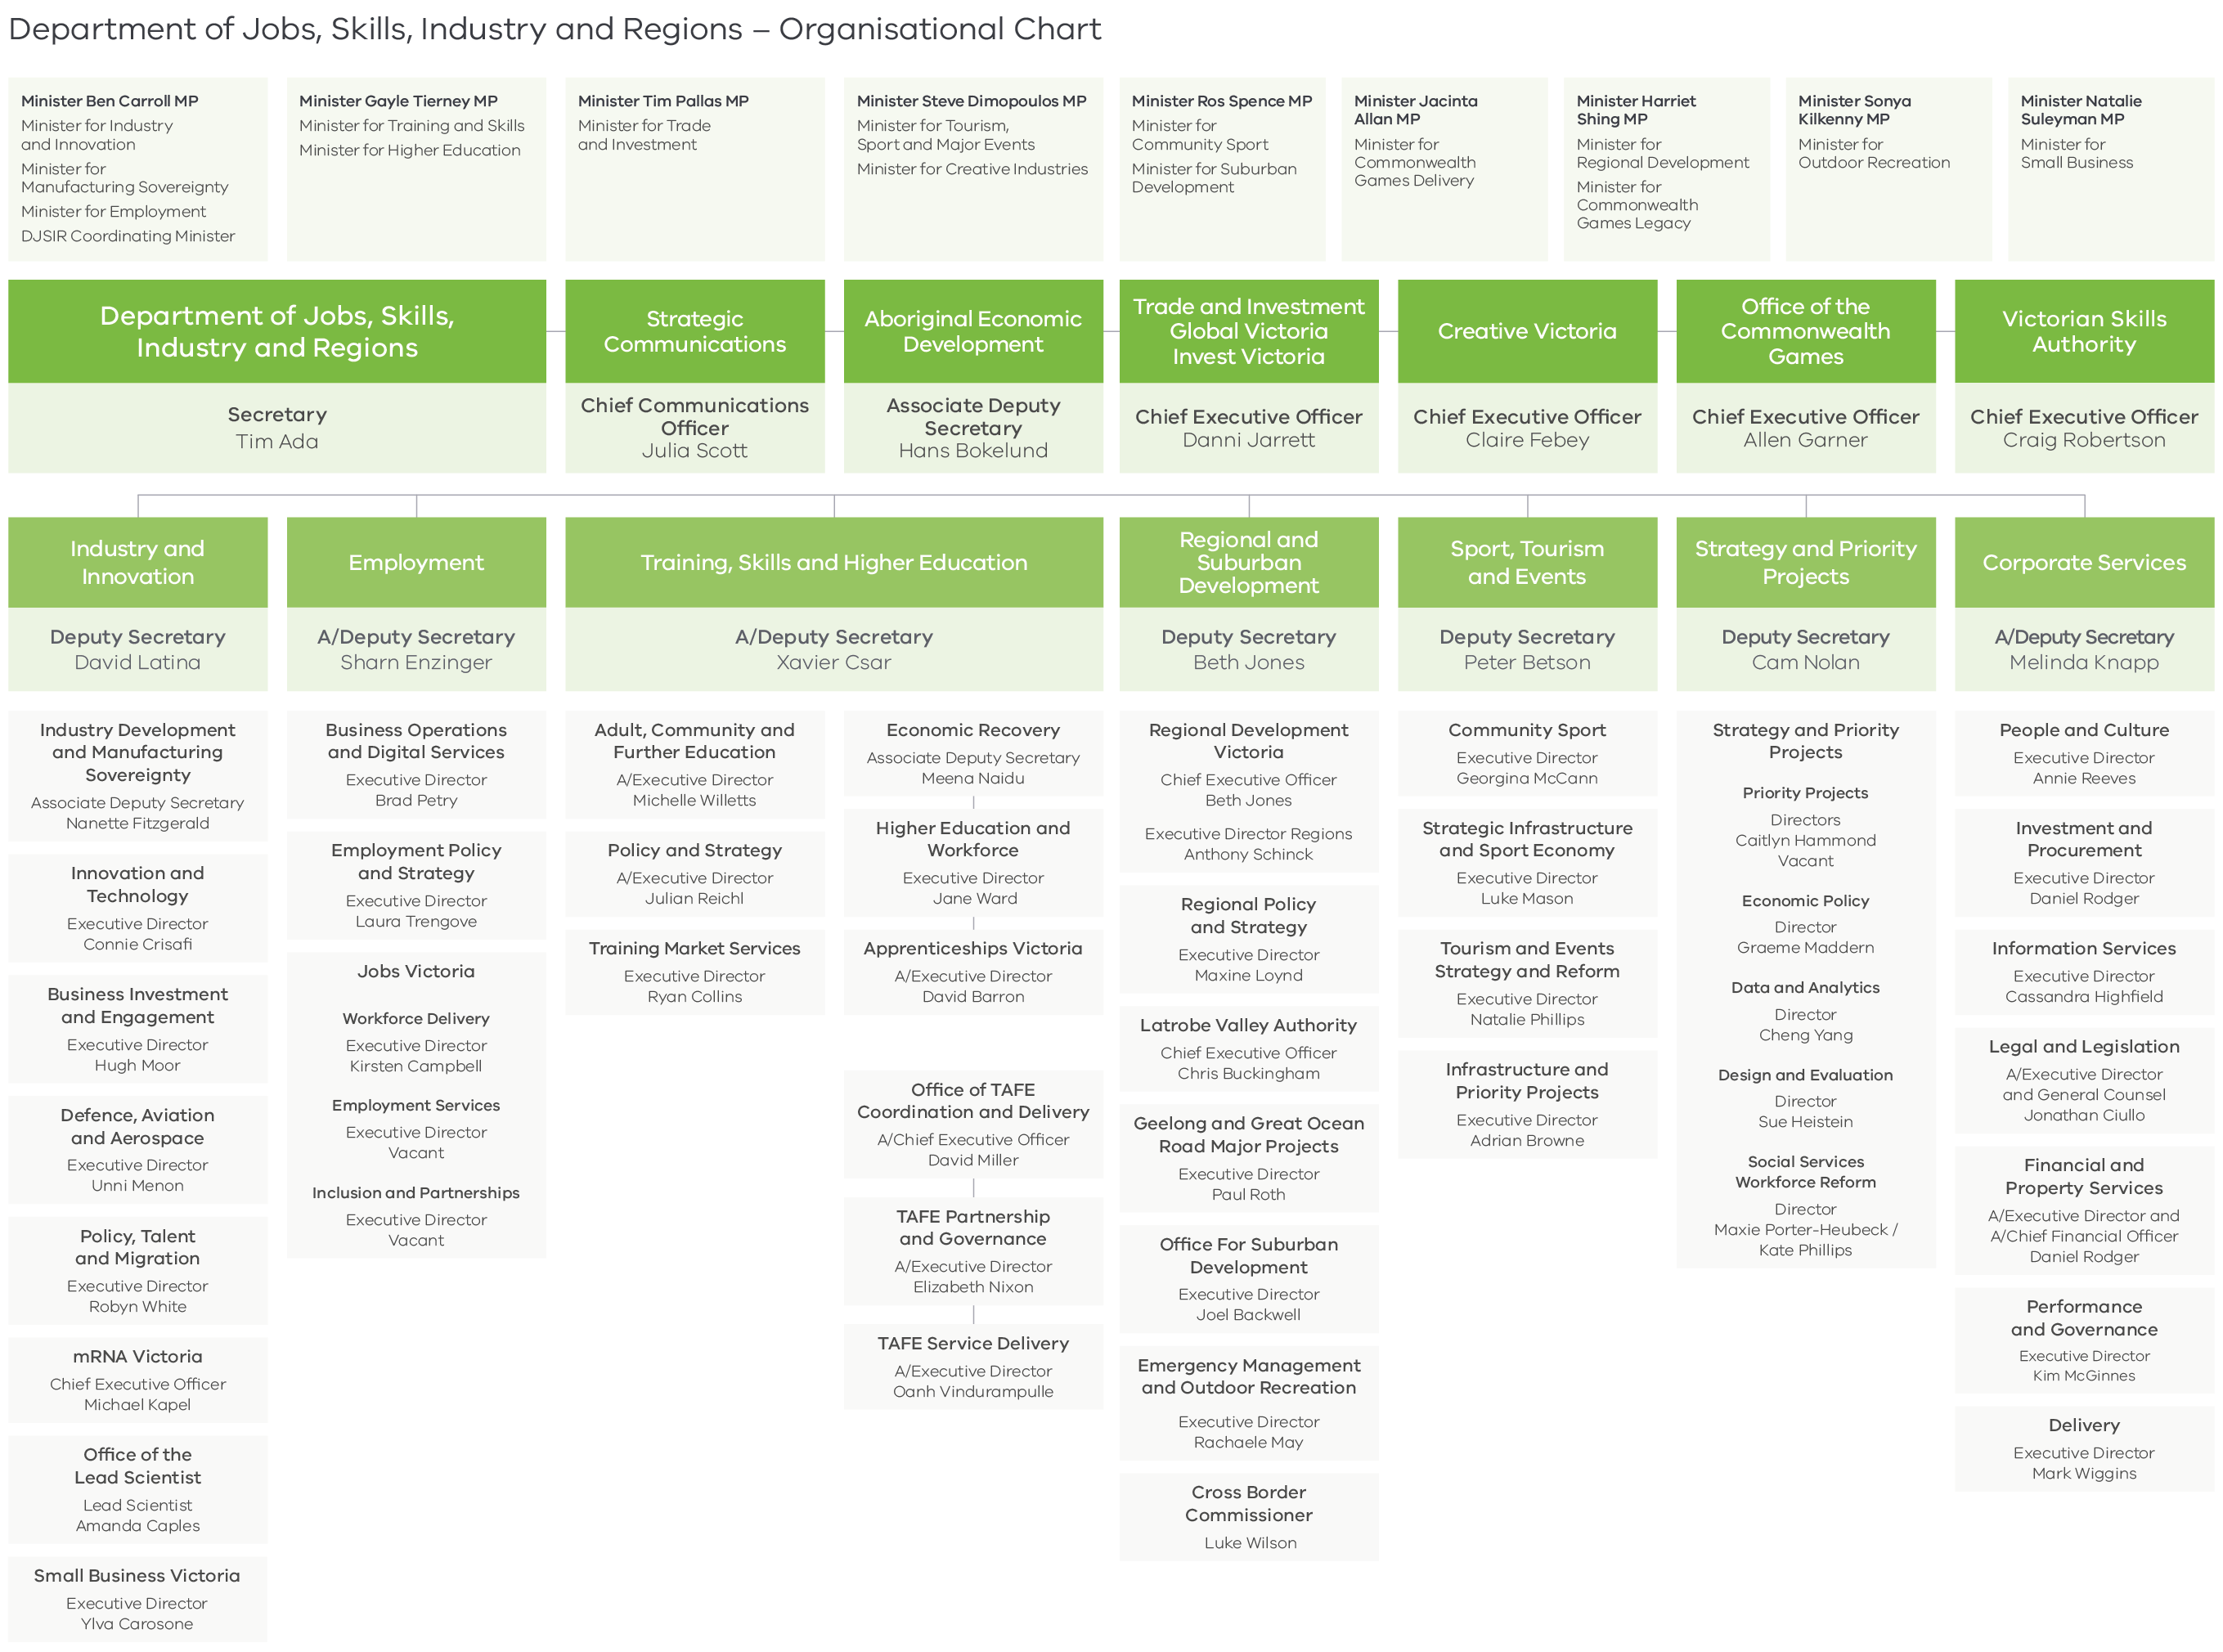 Department of Jobs, Skills, Industry and Regions – Organisational Chart
Minister Ben Carroll MP
Minister for Industry
and Innovation
Minister for
Manufacturing Sovereignty
Minister for Employment
DJSIR Coordinating Minister
Minister Gayle Tierney MP
Minister for Training and Skills
Minister for Higher Education
Minister Tim Pallas MP
Minister for Trade
and Investment
Minister Steve Dimopoulos MP
Minister for Tourism,
Sport and Major Events
Minister for Creative Industries
Minister Ros Spence MP
Minister for
Community Sport
Minister for Suburban
Development
Minister Jacinta
Allan MP
Minister for
Commonwealth
Games Delivery
Minister Harriet
Shing MP
Minister for
Regional Development
Minister for
Commonwealth
Games Legacy
Minister Sonya
Kilkenny MP
Minister for
Outdoor Recreation
Minister Natalie
Suleyman MP
Minister for
Small Business
Department of Jobs, Skills,
Industry and Regions
Secretary
Tim Ada
Strategic
Communications
Chief Communications
Officer
Julia Scott
Aboriginal Economic
Development
Associate Deputy
Secretary
Hans Bokelund
Trade and Investment
Global Victoria
Invest Victoria
Chief Executive Officer
Danni Jarrett
Creative Victoria
Chief Executive Officer
Claire Febey
Office of the
Commonwealth
Games
Chief Executive Officer
Allen Garner
Victorian Skills
Authority
Chief Executive Officer
Craig Robertson
Industry and
Innovation
Deputy Secretary
David Latina
Industry Development
and Manufacturing
Sovereignty
Associate Deputy Secretary
Nanette Fitzgerald
Innovation and
Technology
Executive Director
Connie Crisafi
Business Investment
and Engagement
Executive Director
Hugh Moor
Defence, Aviation
and Aerospace
Executive Director
Unni Menon
Policy, Talent
and Migration
Executive Director
Robyn White
mRNA Victoria
Chief Executive Officer
Michael Kapel
Office of the
Lead Scientist
Lead Scientist
Amanda Caples
Small Business Victoria
Executive Director
Ylva Carosone
Employment
A/Deputy Secretary
Sharn Enzinger
Business Operations
and Digital Services
Executive Director
Brad Petry
Employment Policy
and Strategy
Executive Director
Laura Trengove
Jobs Victoria
Workforce Delivery
Executive Director
Kirsten Campbell
Employment Services
Executive Director
Vacant
Inclusion and Partnerships
Executive Director
Vacant
Training, Skills and Higher Education
A/Deputy Secretary
Xavier Csar
Adult, Community and
Further Education
A/Executive Director
Michelle Willetts
Policy and Strategy
A/Executive Director
Julian Reichl
Training Market Services
Executive Director
Ryan Collins
Economic Recovery
Associate Deputy Secretary
Meena Naidu
Higher Education and
Workforce
Executive Director
Jane Ward
Apprenticeships Victoria
A/Executive Director
David Barron
Office of TAFE
Coordination and Delivery
A/Chief Executive Officer
David Miller
TAFE Partnership
and Governance
A/Executive Director
Elizabeth Nixon
TAFE Service Delivery
A/Executive Director
Oanh Vindurampulle
Regional and
Suburban
Development
Deputy Secretary
Beth Jones
Regional Development
Victoria
Chief Executive Officer
Beth Jones
Executive Director Regions
Anthony Schinck
Regional Policy
and Strategy
Executive Director
Maxine Loynd
Latrobe Valley Authority
Chief Executive Officer
Chris Buckingham
Geelong and Great Ocean
Road Major Projects
Executive Director
Paul Roth
Office For Suburban
Development
Executive Director
Joel Backwell
Emergency Management
and Outdoor Recreation
Executive Director
Rachaele May
Cross Border
Commissioner
Luke Wilson
Sport, Tourism
and Events
Deputy Secretary
Peter Betson
Community Sport
Executive Director
Georgina McCann
Strategic Infrastructure
and Sport Economy
Executive Director
Luke Mason
Tourism and Events
Strategy and Reform
Executive Director
Natalie Phillips
Infrastructure and
Priority Projects
Executive Director
Adrian Browne
Strategy and Priority
Projects
Deputy Secretary
Cam Nolan
Strategy and Priority
Projects
Priority Projects
Directors
Caitlyn Hammond
Vacant
Economic Policy
Director
Graeme Maddern
Data and Analytics
Director
Cheng Yang
Design and Evaluation
Director
Sue Heistein
Social Services
Workforce Reform
Director
Maxie Porter-Heubeck /
Kate Phillips
Corporate Services
A/Deputy Secretary
Melinda Knapp
People and Culture
Executive Director
Annie Reeves
Investment and
Procurement
Executive Director
Daniel Rodger
Information Services
Executive Director
Cassandra Highfield
Legal and Legislation
A/Executive Director
and General Counsel
Jonathan Ciullo
Financial and
Property Services
A/Executive Director and
A/Chief Financial Officer
Daniel Rodger
Performance
and Governance
Executive Director
Kim McGinnes
Delivery
Executive Director
Mark Wiggins